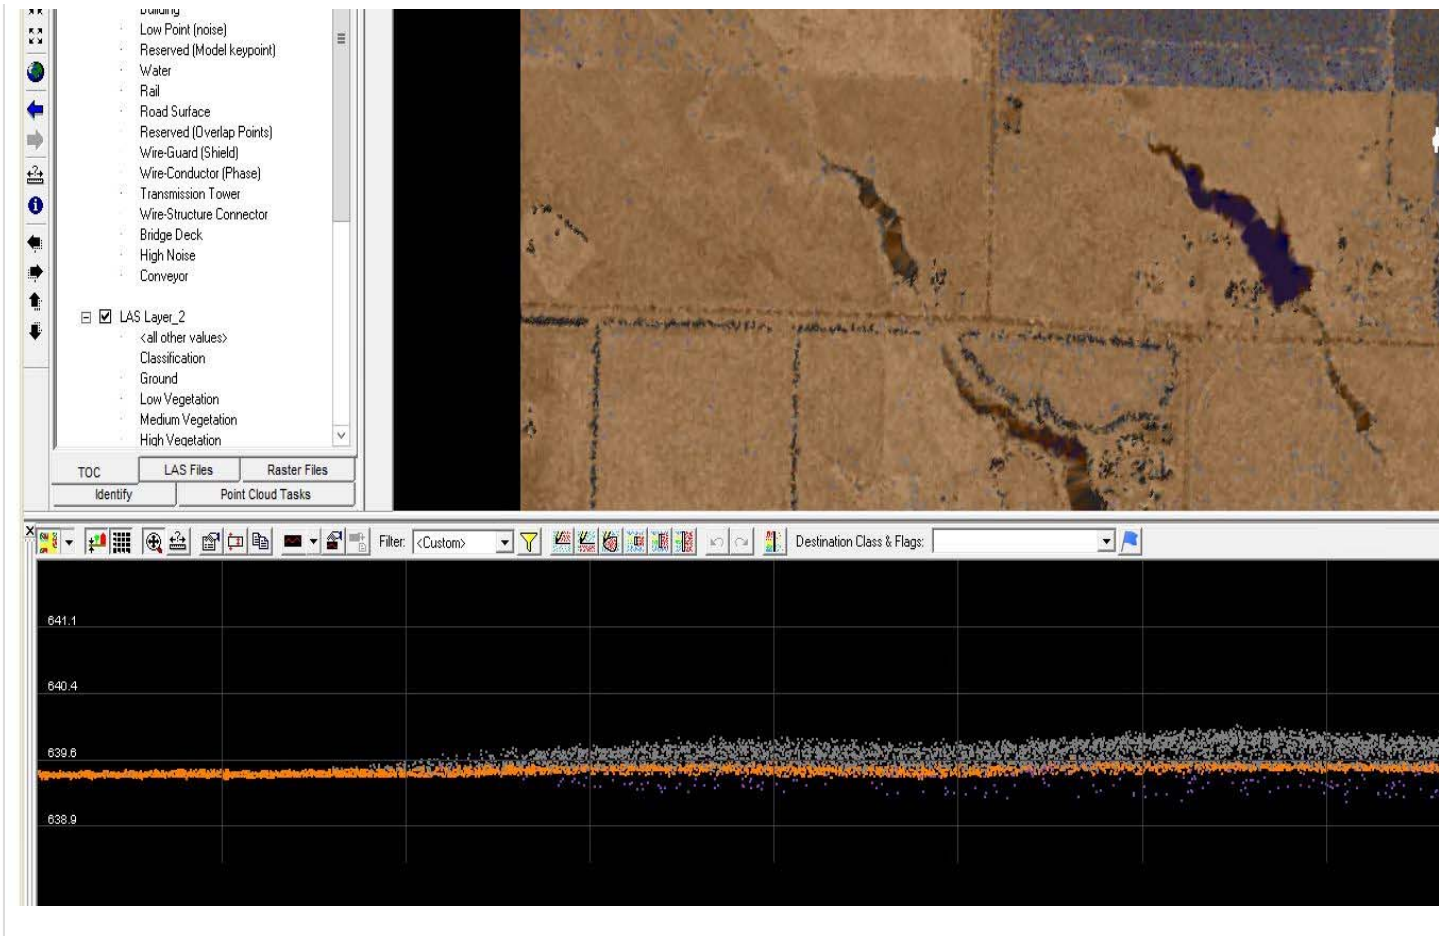 Building
Low Point (noise)
Reserved (Model keypoint)
Water
Rail
Road Surface
Reserved (Overlap Points)
Wire-Guard (Shield)
Wire-Conductor (Phase)
Transmission Tower
Wire-Structure Connector
Bridge Deck
High Noise
Conveyor
LAS Layer_2
<all other values>
Classification
Ground
Low Vegetation
Medium Vegetation
High Vegetation
TOC LAS Files Raster Files
Identify Point Cloud Tasks
Filter: <Custom> Destination Class & Flags:
641.1
640.4
639.6
638.9